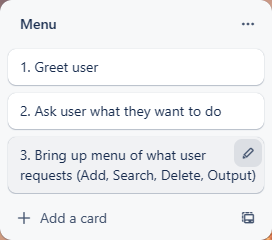 Menu
1. Greet user
2. Ask user what they want to do
3. Bring up menu of what user
requests (Add, Search, Delete, Output)
Add a card